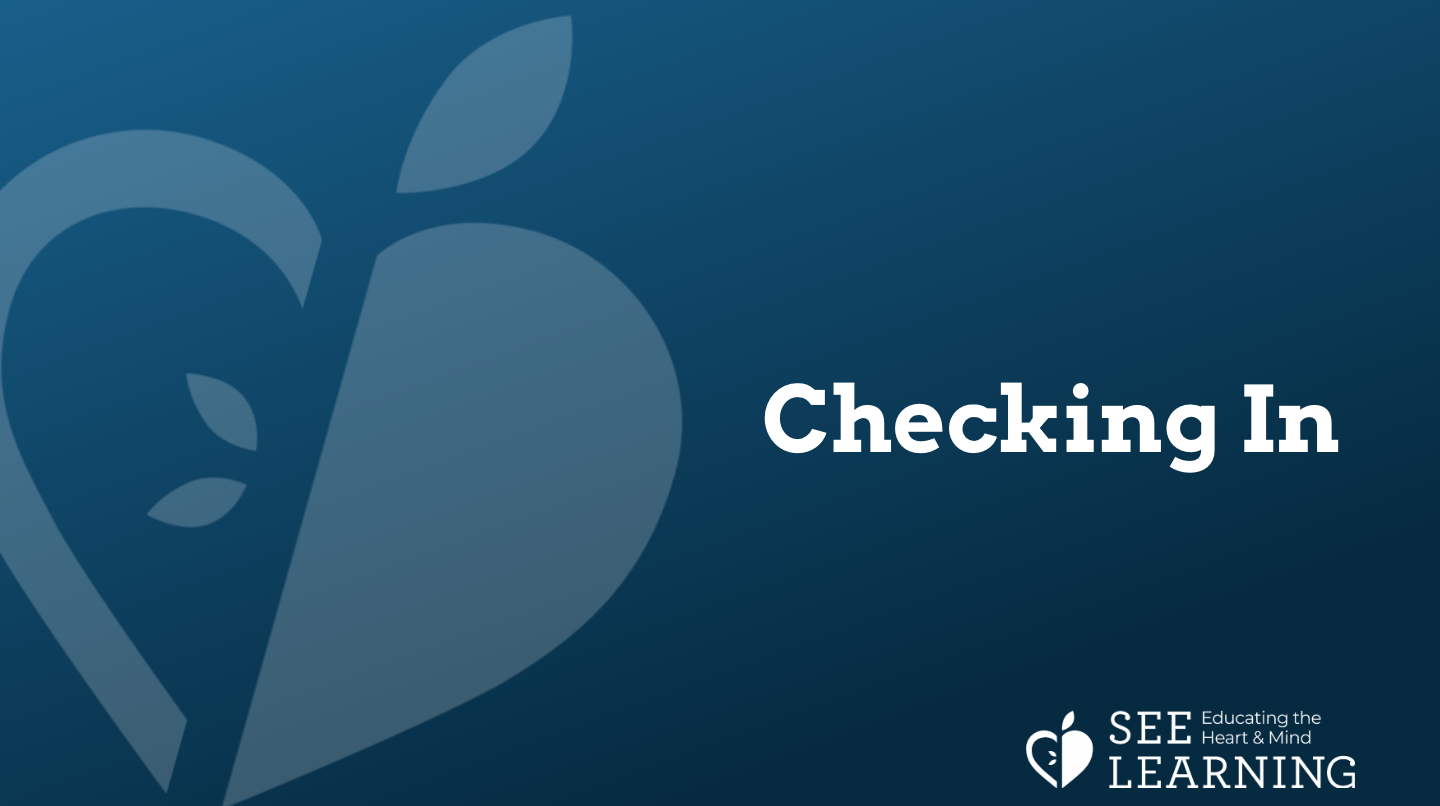 Checking In
SEE
Educating the
Heart & Mind
LEARNING